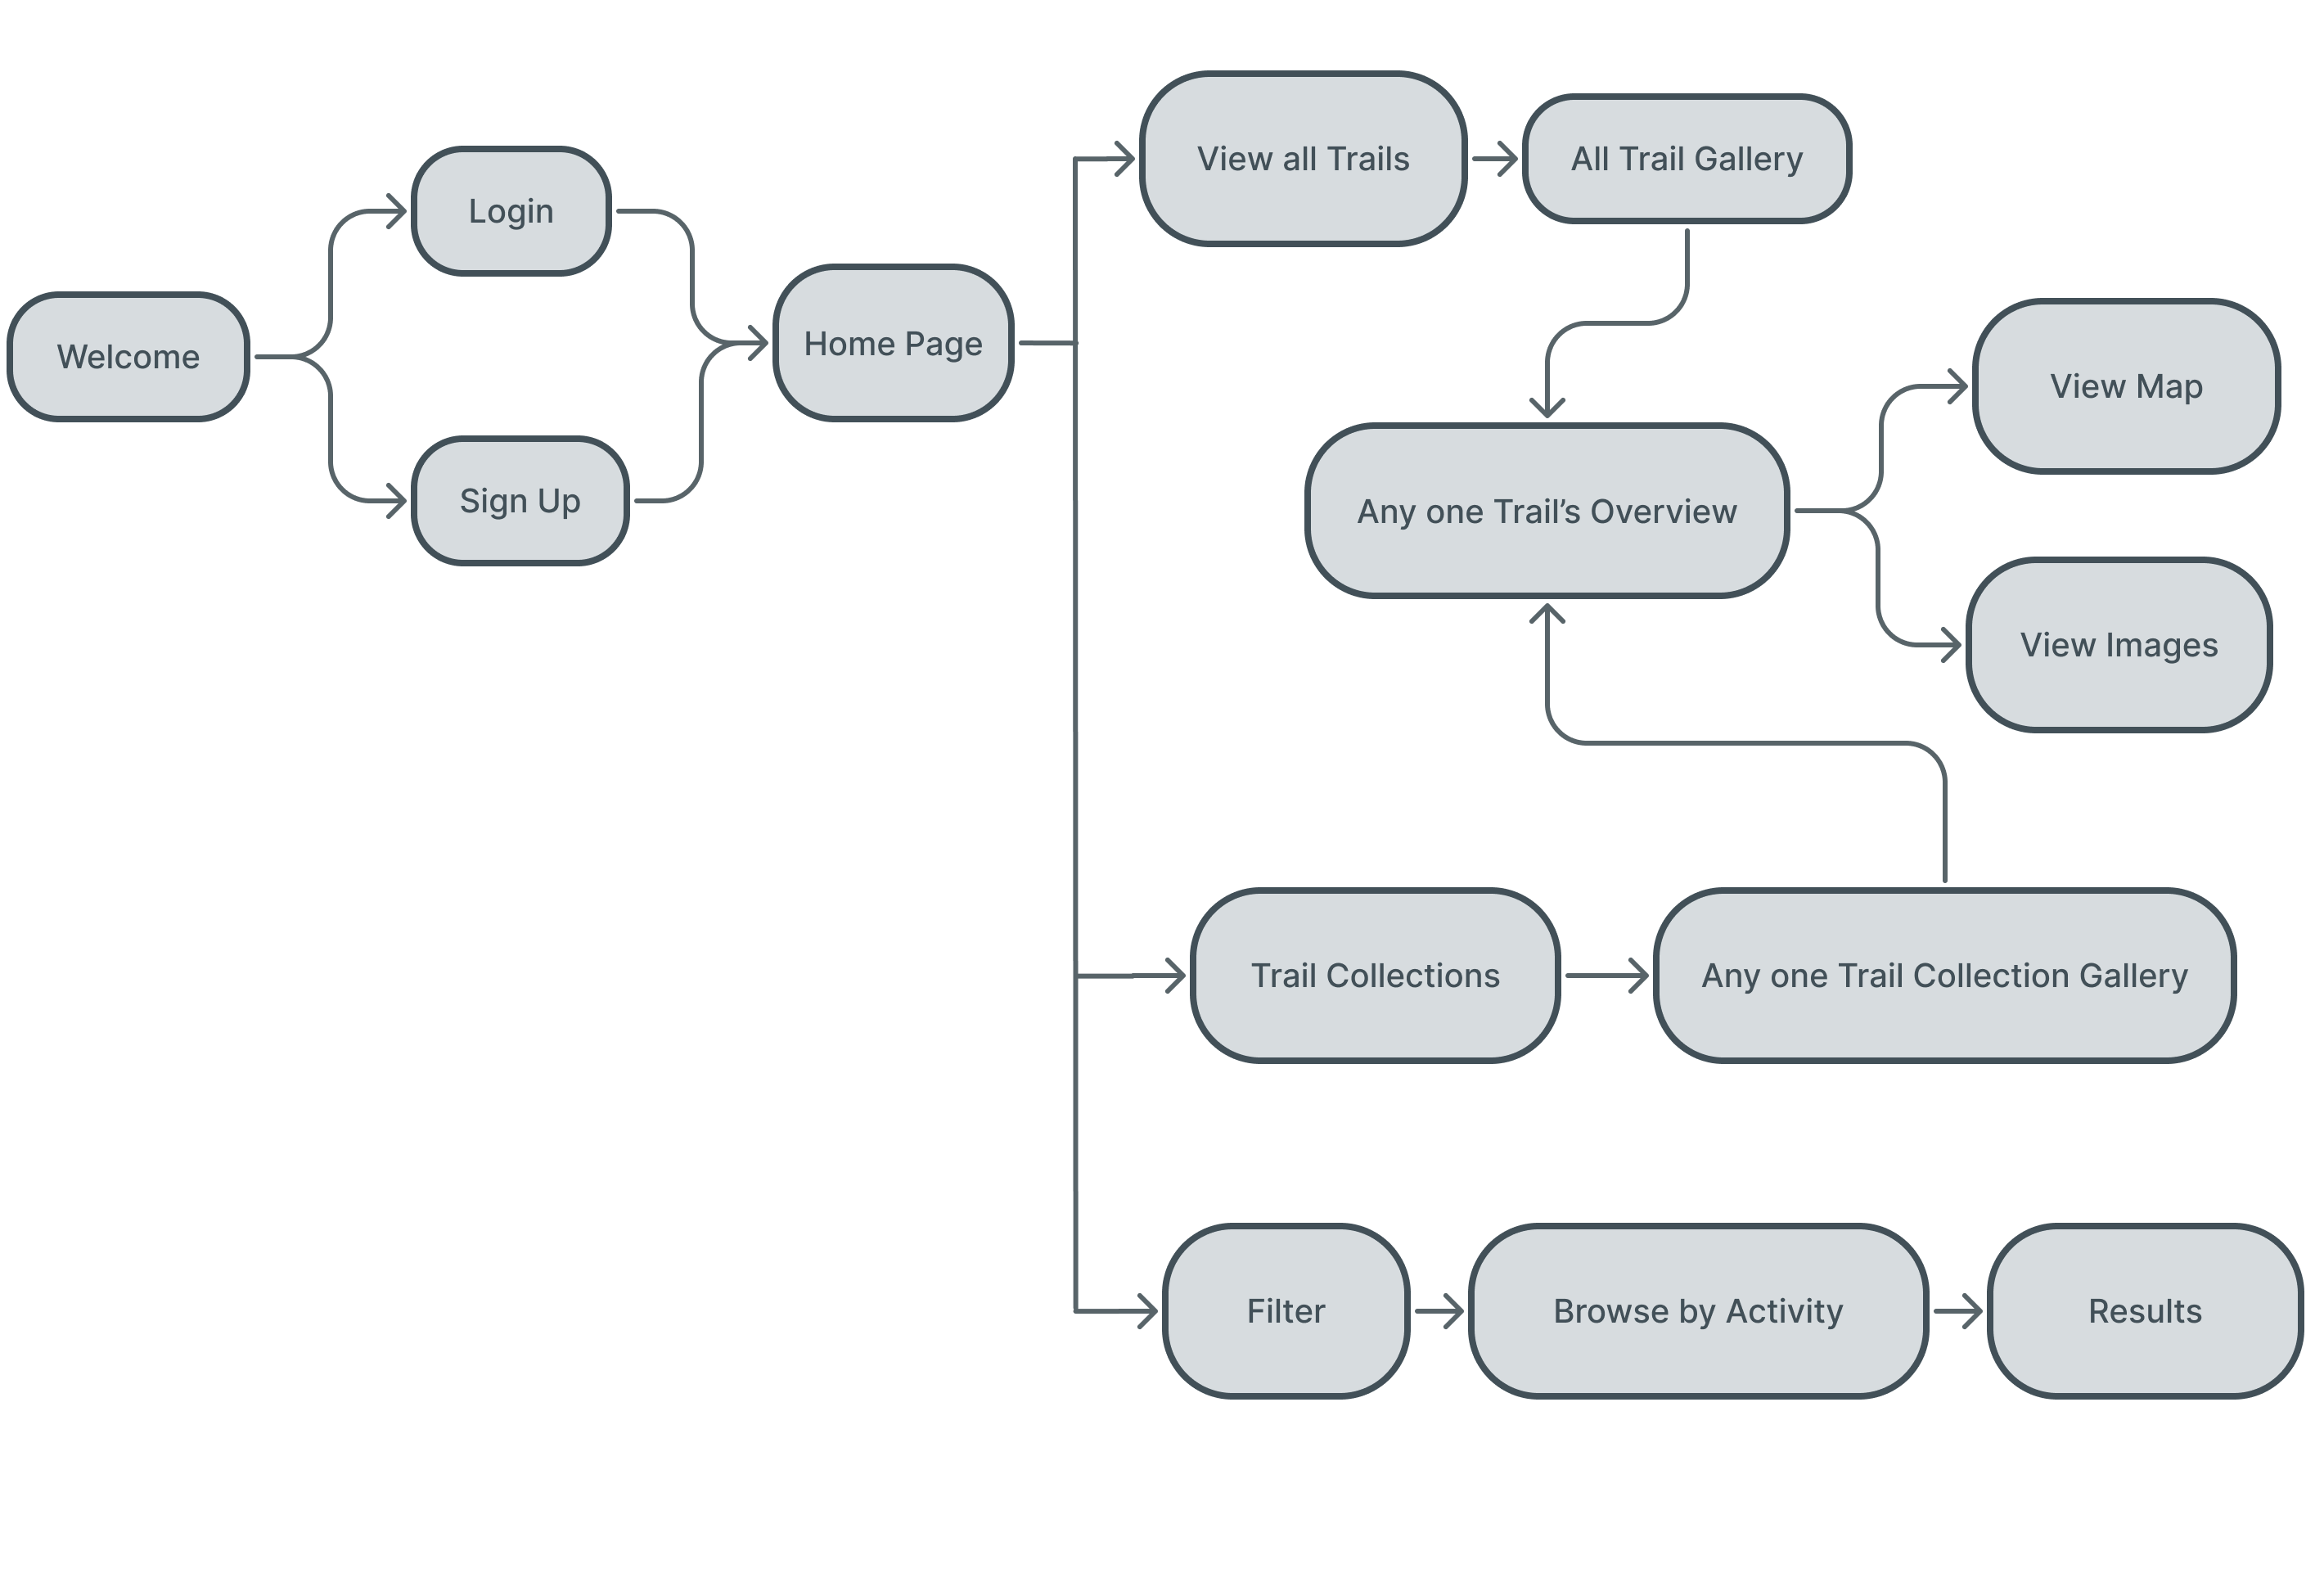 Welcome
Login
Sign Up
Home Page
View all Trails
All Trail Gallery
Any one Trail’s Overview
View Map
View Images
Trail Collections
Any one Trail Collection Gallery
Filter
Browse by Activity
Results